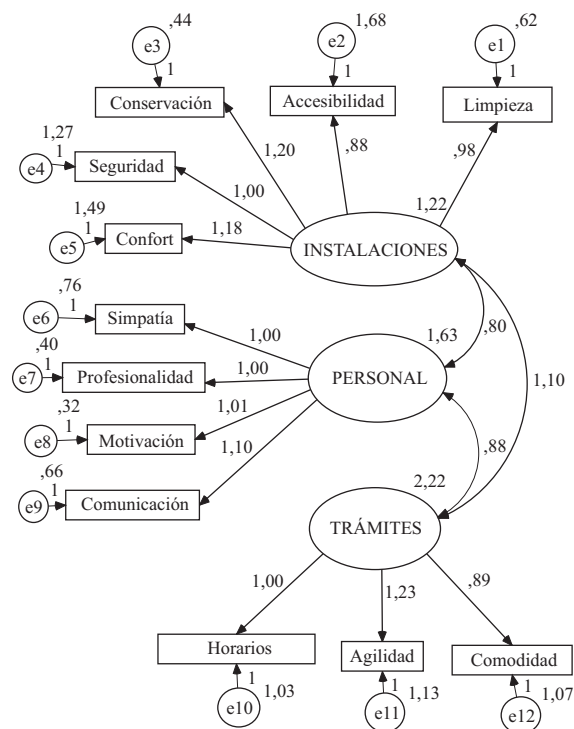 ,44
e3
1
Conservación
1,68
e2
1
Accesibilidad
,62
e1
1
Limpieza
1,27
1
e4
Seguridad
1,20
,88
,98
1,00
1,49
1
e5
Confort
1,18
1,22
INSTALACIONES
,76
1
e6
Simpatía
1,00
1,63
,80
,40
1
e7
Profesionalidad
1,00
PERSONAL
1,10
,32
1
e8
Motivación
1,01
,66
1
e9
Comunicación
1,10
,88
2,22
TRÁMITES
1,00
1,23
,89
Horarios
Agilidad
Comodidad
1
e10
1,03
1
e11
1,13
1
e12
1,07